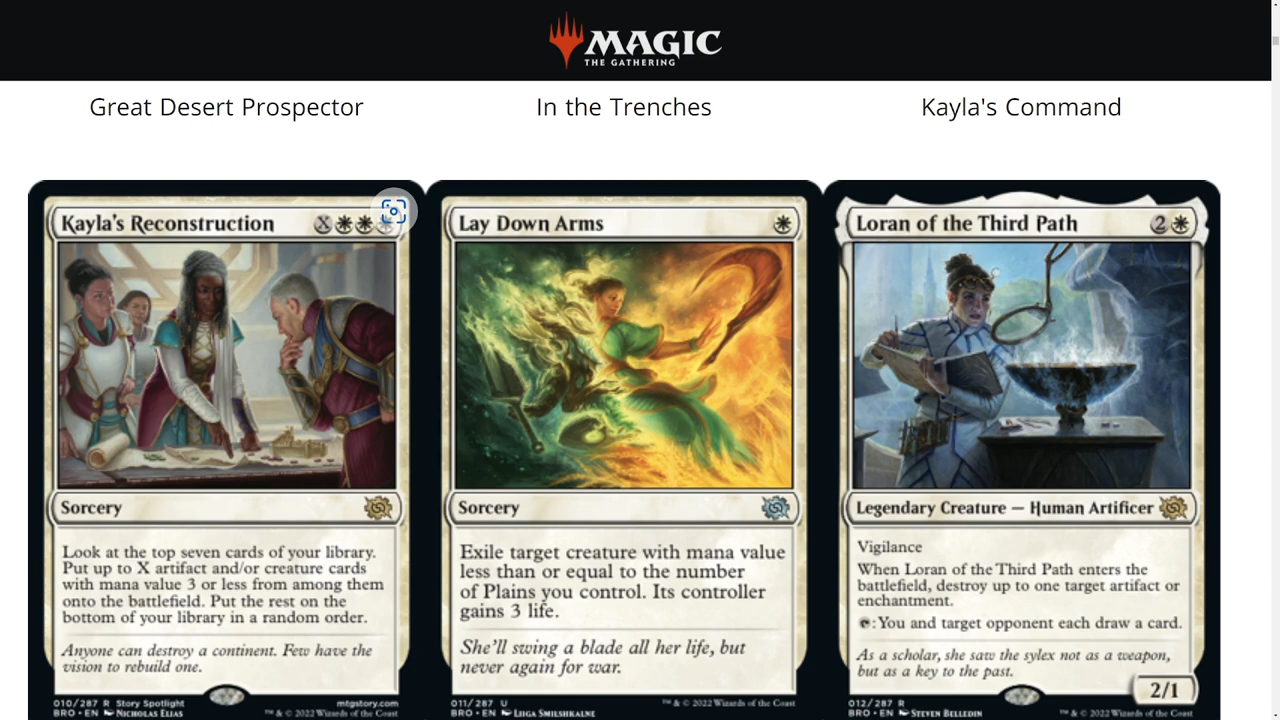 MAGIC
THE GATHERING
Great Desert Prospector
In the Trenches
Kayla's Command
Kayla's Reconstruction
X
Sorcery
Look at the top seven cards of your library.
Put up to X artifact and/or creature cards
with mana value 3 or less from among them
onto the battlefield. Put the rest on the
bottom of your library in a random order.
Anyone can destroy a continent. Few have the
vision to rebuild one.
010/287 R Story Spotlight
mtgstory.com
BRO • EN Nicholas Elias
™ & © 2022 Wizards of the Coast
Lay Down Arms
Sorcery
Exile target creature with mana value
less than or equal to the number
of Plains you control. Its controller
gains 3 life.
She'll swing a blade all her life, but
never again for war.
011/287 U
BRO • EN Liiga Smilshkalne
™ & © 2022 Wizards of the Coast
Loran of the Third Path
2
Legendary Creature — Human Artificer
Vigilance
When Loran of the Third Path enters the
battlefield, destroy up to one target artifact or
enchantment.
: You and target opponent each draw a card.
As a scholar, she saw the sylex not as a weapon,
but as a key to the past.
2/1
012/287 R
BRO • EN Steven Belledin
™ & © 2022 Wizards of the Coast